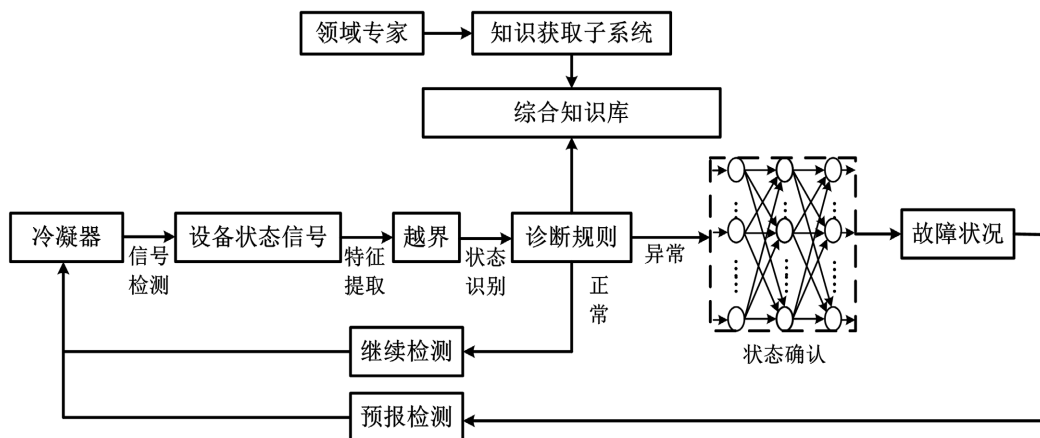 领域专家
知识获取子系统
综合知识库
冷凝器
信号
检测
设备状态信号
特征
提取
越界
状态
识别
诊断规则
异常
正
常
故障状况
状态确认
继续检测
预报检测